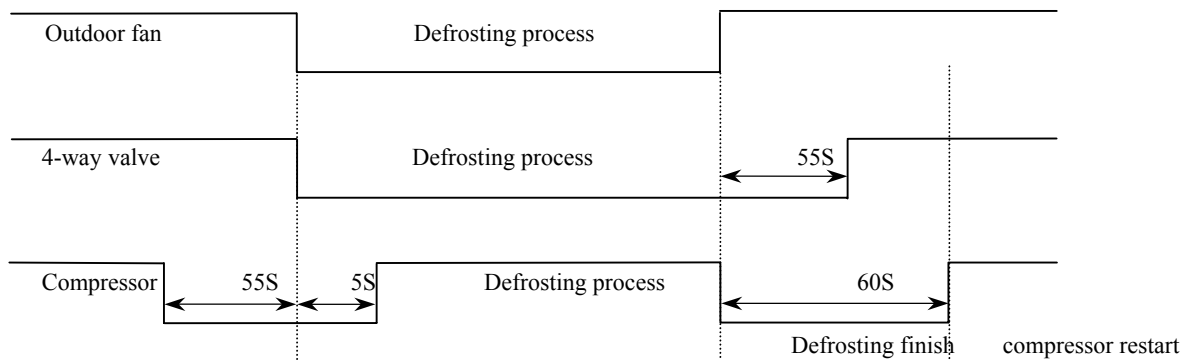 Outdoor fan Defrosting process
4-way valve Defrosting process 55S
Compressor 55S 5S Defrosting process 60S
Defrosting finish compressor restart